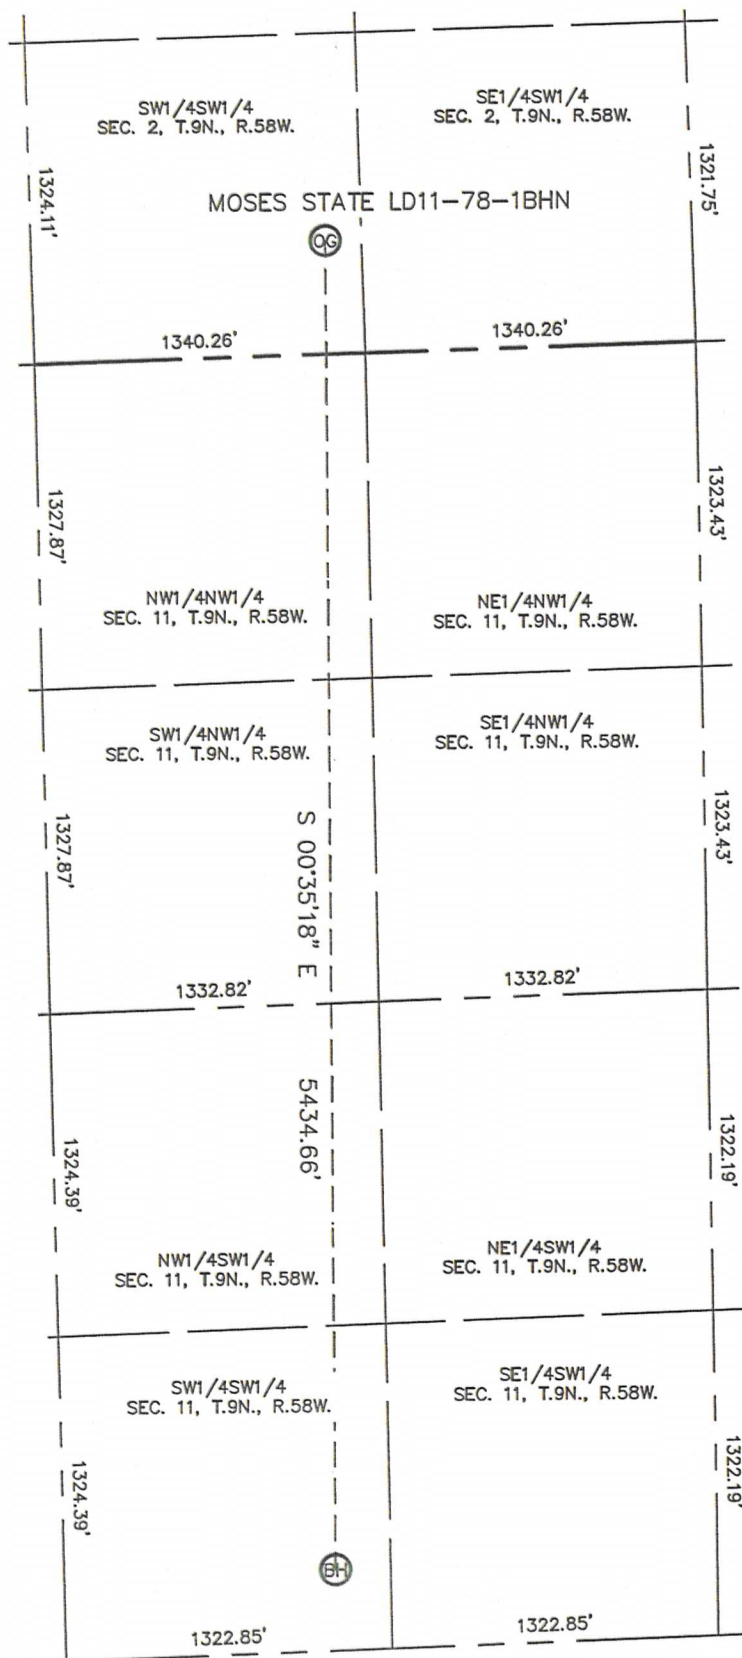 SW1/4SW1/4
SEC. 2, T.9N., R.58W.
SE1/4SW1/4
SEC. 2, T.9N., R.58W.
1324.11'
1321.75'
MOSES STATE LD11-78-1BHN
OG
1340.26'
1340.26'
1327.87'
1323.43'
NW1/4NW1/4
SEC. 11, T.9N., R.58W.
NE1/4NW1/4
SEC. 11, T.9N., R.58W.
SW1/4NW1/4
SEC. 11, T.9N., R.58W.
SE1/4NW1/4
SEC. 11, T.9N., R.58W.
1327.87'
S 00°35'18" E
1323.43'
1332.82'
1332.82'
5434.66'
1324.39'
1322.19'
NW1/4SW1/4
SEC. 11, T.9N., R.58W.
NE1/4SW1/4
SEC. 11, T.9N., R.58W.
SW1/4SW1/4
SEC. 11, T.9N., R.58W.
SE1/4SW1/4
SEC. 11, T.9N., R.58W.
1324.39'
1322.19'
BH
1322.85'
1322.85'